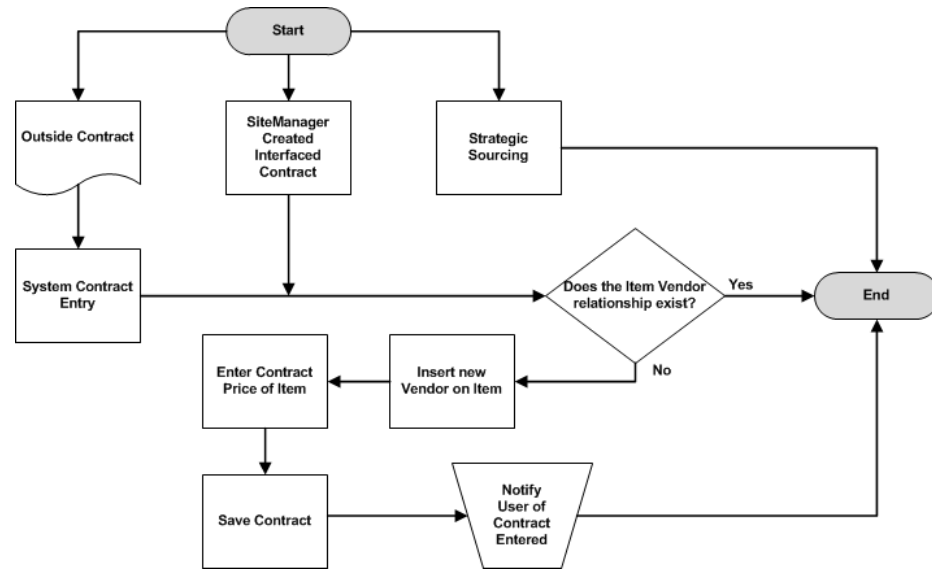 Start
Outside Contract
SiteManager
Created
Interfaced
Contract
Strategic
Sourcing
System Contract
Entry
Does the Item Vendor
relationship exist?
Yes
End
No
Enter Contract
Price of Item
Insert new
Vendor on Item
Save Contract
Notify
User of
Contract
Entered